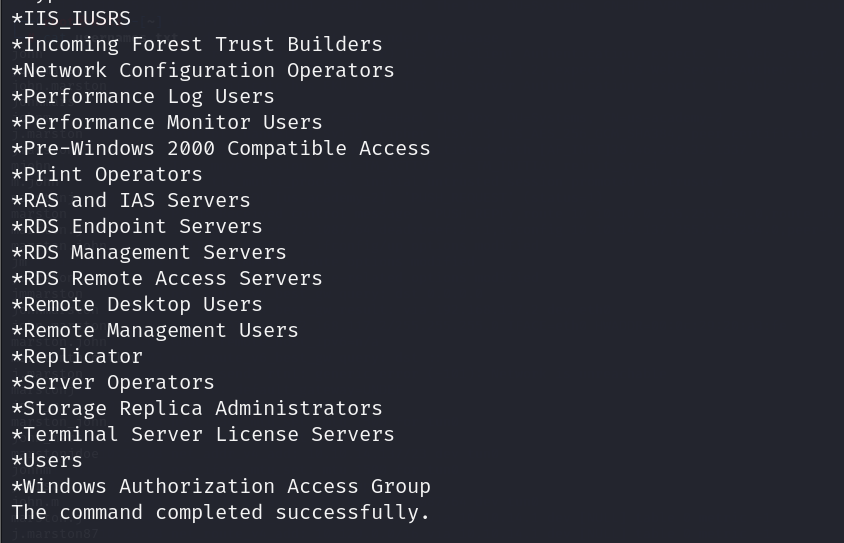 *IIS_IUSRS
*Incoming Forest Trust Builders
*Network Configuration Operators
*Performance Log Users
*Performance Monitor Users
*Pre-Windows 2000 Compatible Access
*Print Operators
*RAS and IAS Servers
*RDS Endpoint Servers
*RDS Management Servers
*RDS Remote Access Servers
*Remote Desktop Users
*Remote Management Users
*Replicator
*Server Operators
*Storage Replica Administrators
*Terminal Server License Servers
*Users
*Windows Authorization Access Group
The command completed successfully.